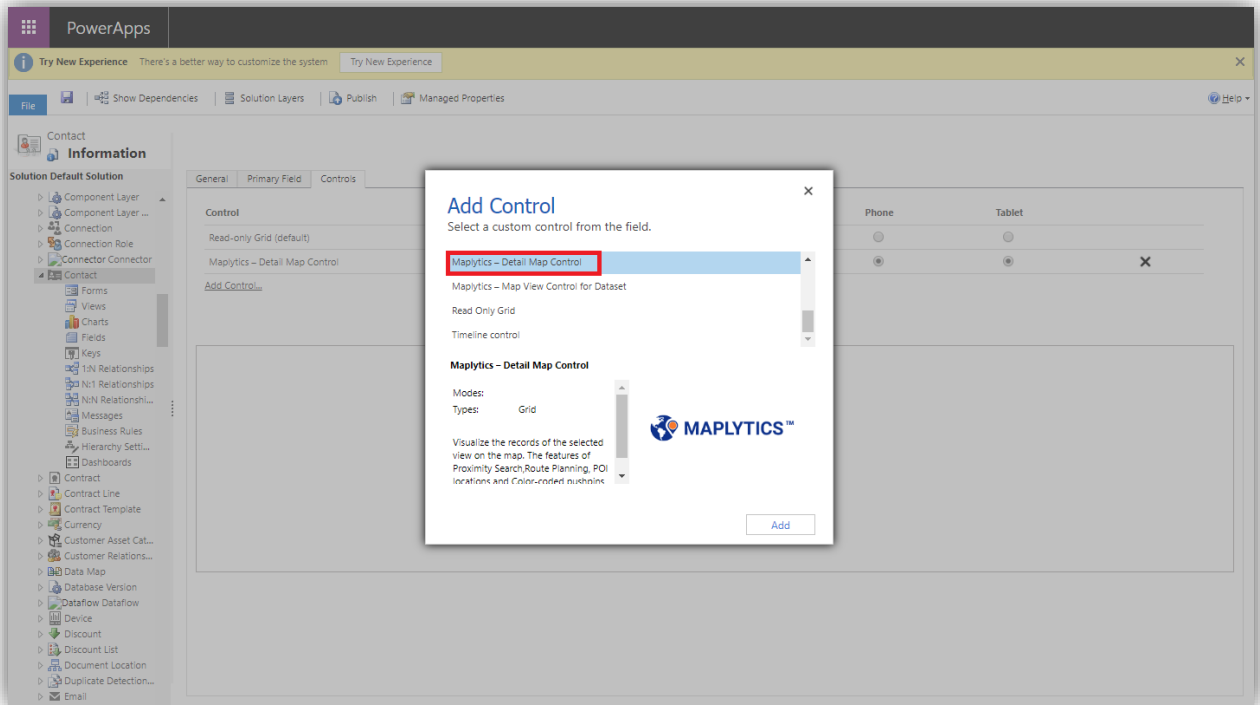 PowerApps
Try New Experience There's a better way to customize the system Try New Experience
File Show Dependencies Solution Layers Publish Managed Properties Help
Contact
Information
Solution Default Solution
Component Layer
Component Layer ...
Connection
Connection Role
Connector Connector
Contact
Forms
Views
Charts
Fields
Keys
1:N Relationships
N:1 Relationships
N:N Relationshi...
Messages
Business Rules
Hierarchy Setti...
Dashboards
Contract
Contract Line
Contract Template
Currency
Customer Asset Cat...
Customer Relations...
Data Map
Database Version
Dataflow Dataflow
Device
Discount
Discount List
Document Location
Duplicate Detection...
Email
General Primary Field Controls
Control Phone Tablet
Read-only Grid (default)
Maplytics – Detail Map Control
Add Control...
Add Control
Select a custom control from the field.
Maplytics – Detail Map Control
Maplytics – Map View Control for Dataset
Read Only Grid
Timeline control
Maplytics – Detail Map Control
Modes:
Types: Grid
Visualize the records of the selected
view on the map. The features of
Proximity Search,Route Planning, POI
locations and Color-coded pushpins
MAPLYTICS™
Add